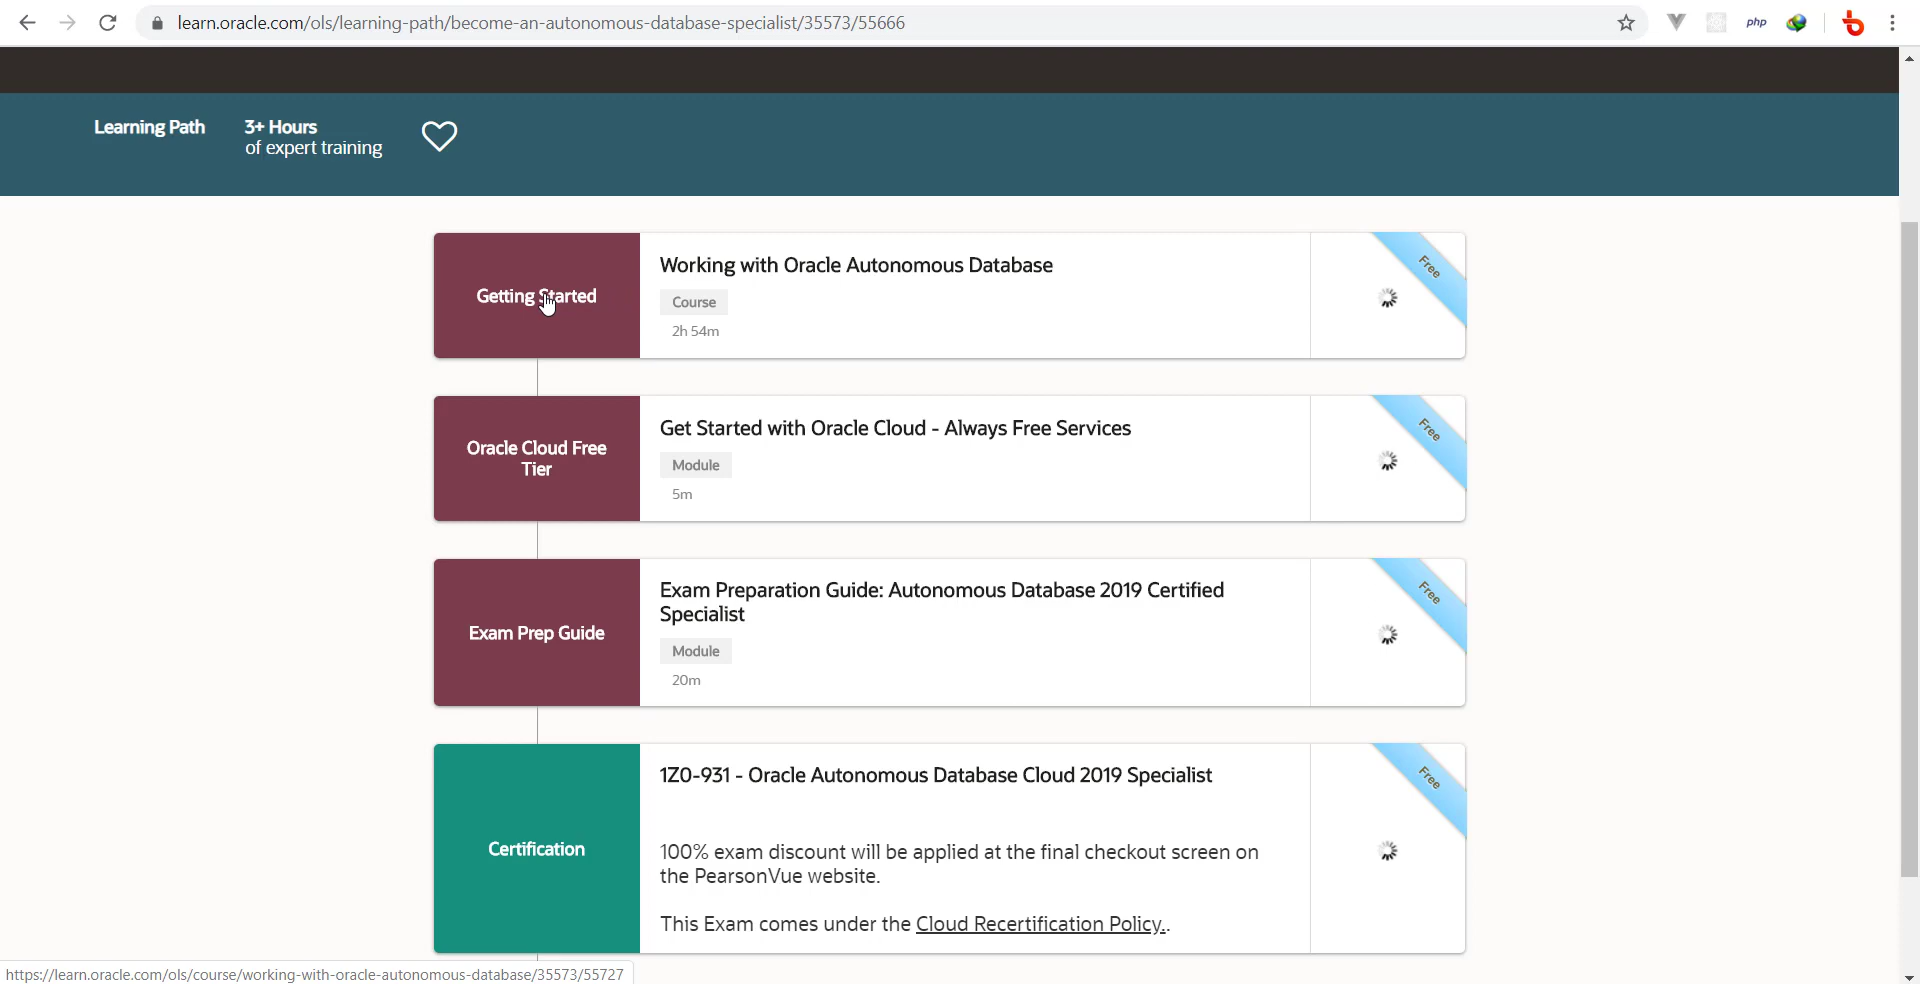 learn.oracle.com/ols/learning-path/become-an-autonomous-database-specialist/35573/55666
php
Learning Path
3+ Hours
of expert training
Getting Started
Working with Oracle Autonomous Database
Course
2h 54m
Free
Oracle Cloud Free
Tier
Get Started with Oracle Cloud - Always Free Services
Module
5m
Free
Exam Prep Guide
Exam Preparation Guide: Autonomous Database 2019 Certified
Specialist
Module
20m
Free
Certification
1Z0-931 - Oracle Autonomous Database Cloud 2019 Specialist
100% exam discount will be applied at the final checkout screen on
the PearsonVue website.
This Exam comes under the Cloud Recertification Policy..
Free
https://learn.oracle.com/ols/course/working-with-oracle-autonomous-database/35573/55727